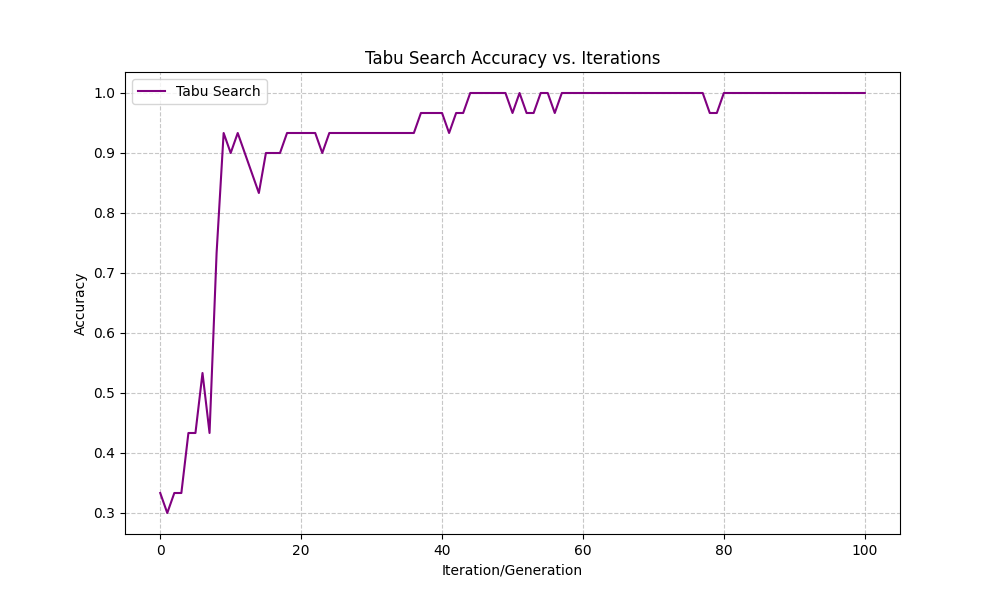 Tabu Search Accuracy vs. Iterations
Tabu Search
1.0
0.9
0.8
0.7
0.6
0.5
0.4
0.3
Accuracy
0 20 40 60 80 100
Iteration/Generation